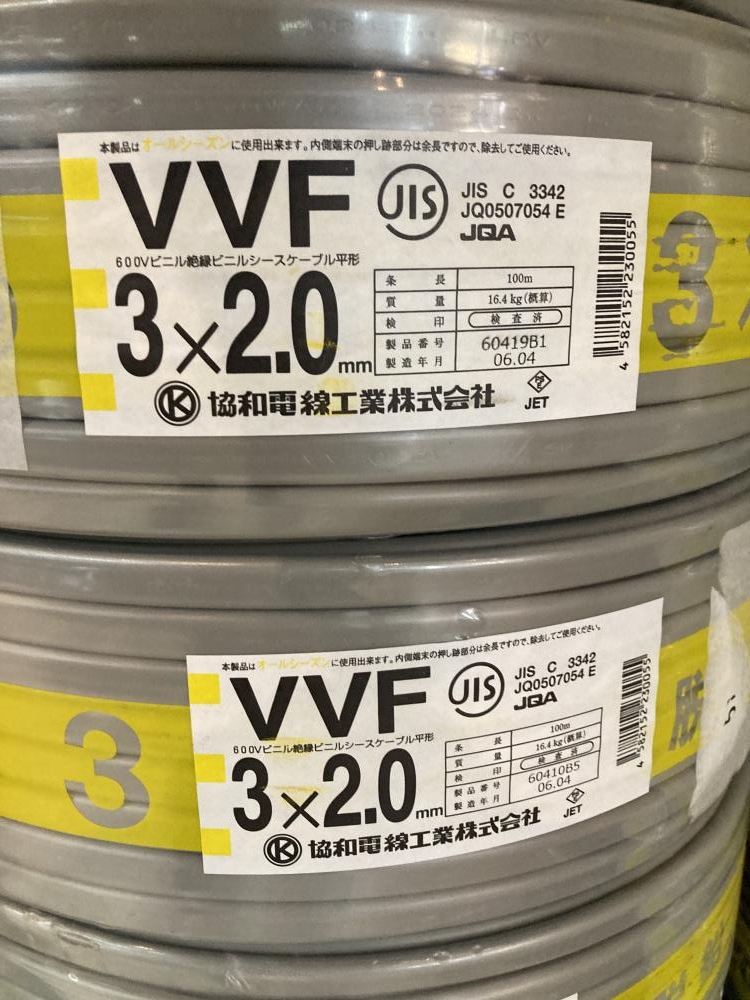 本製品はオールシーズンに使用出来ます。内側端末の押し跡部分は余長ですので、除去してご使用ください。
VVF
JIS
JIS C 3342
JQ0507054 E
JQA
600Vビニル絶縁ビニルシースケーブル平形
3×2.0mm
条長 100m
質量 16.4kg(概算)
検印 検査済
製品番号 60419B1
製造年月 06.04
K 協和電線工業株式会社
JET
4 582152 230055
3
本製品はオールシーズンに使用出来ます。内側端末の押し跡部分は余長ですので、除去してご使用ください。
VVF
JIS
JIS C 3342
JQ0507054 E
JQA
600Vビニル絶縁ビニルシースケーブル平形
3×2.0mm
条長 100m
質量 16.4kg(概算)
検印 検査済
製品番号 60410B5
製造年月 06.04
K 協和電線工業株式会社
JET
4 582152 230055
3